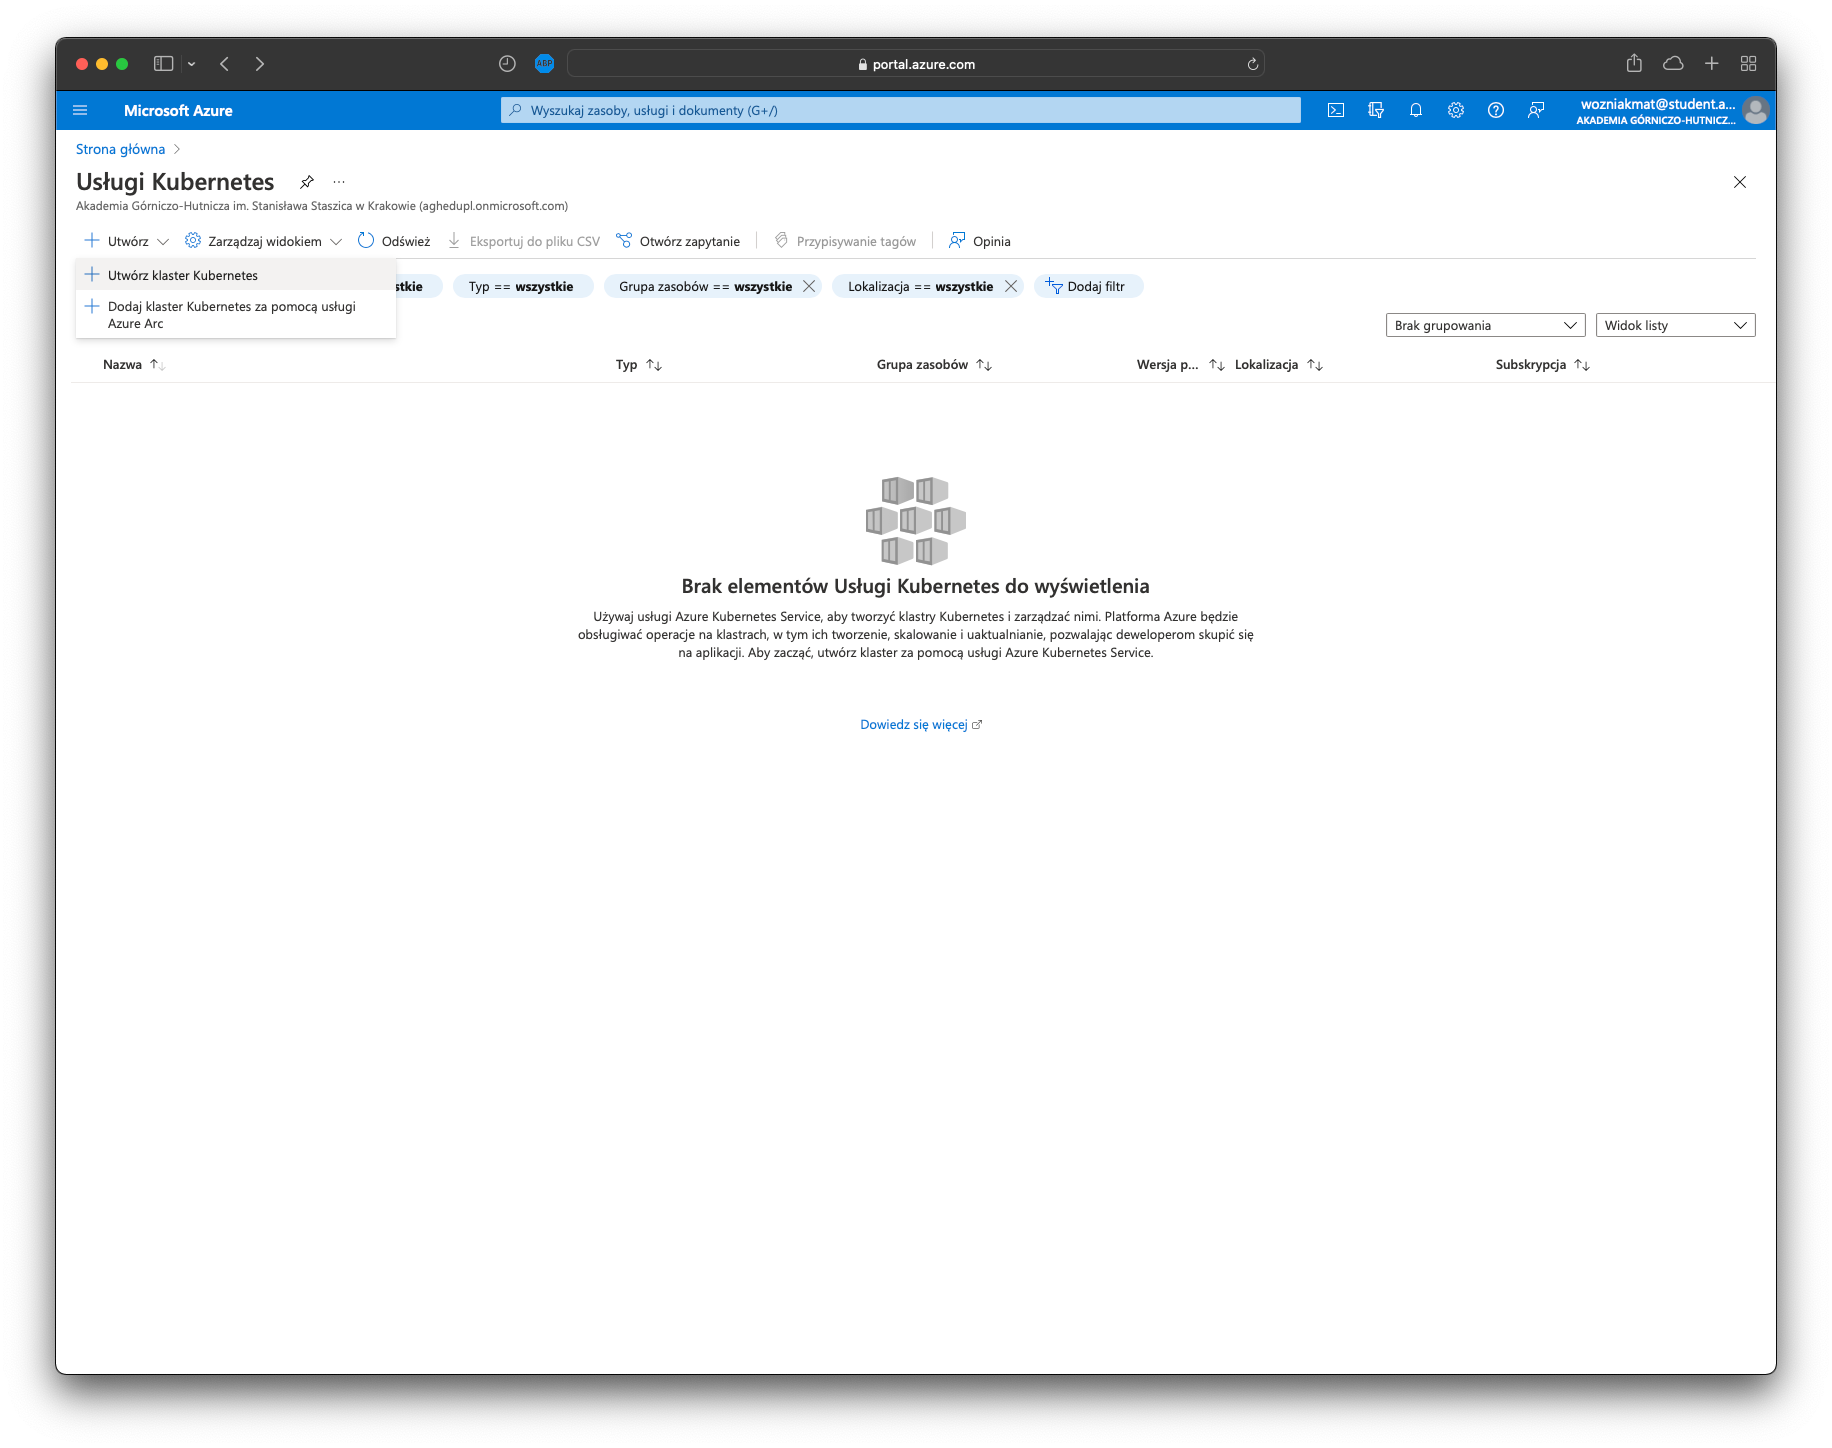 ABP
portal.azure.com
Microsoft Azure
Wyszukaj zasoby, usługi i dokumenty (G+/)
wozniakmat@student.a...
AKADEMIA GÓRNICZO-HUTNICZ...
Strona główna
Usługi Kubernetes
Akademia Górniczo-Hutnicza im. Stanisława Staszica w Krakowie (aghedupl.onmicrosoft.com)
Utwórz Zarządzaj widokiem Odśwież Eksportuj do pliku CSV Otwórz zapytanie Przypisywanie tagów Opinia
Utwórz klaster Kubernetes
Dodaj klaster Kubernetes za pomocą usługi
Azure Arc
stkie Typ == wszystkie Grupa zasobów == wszystkie Lokalizacja == wszystkie Dodaj filtr
Brak grupowania Widok listy
Nazwa Typ Grupa zasobów Wersja p... Lokalizacja Subskrypcja
Brak elementów Usługi Kubernetes do wyświetlenia
Używaj usługi Azure Kubernetes Service, aby tworzyć klastry Kubernetes i zarządzać nimi. Platforma Azure będzie
obsługiwać operacje na klastrach, w tym ich tworzenie, skalowanie i uaktualnianie, pozwalając deweloperom skupić się
na aplikacji. Aby zacząć, utwórz klaster za pomocą usługi Azure Kubernetes Service.
Dowiedz się więcej